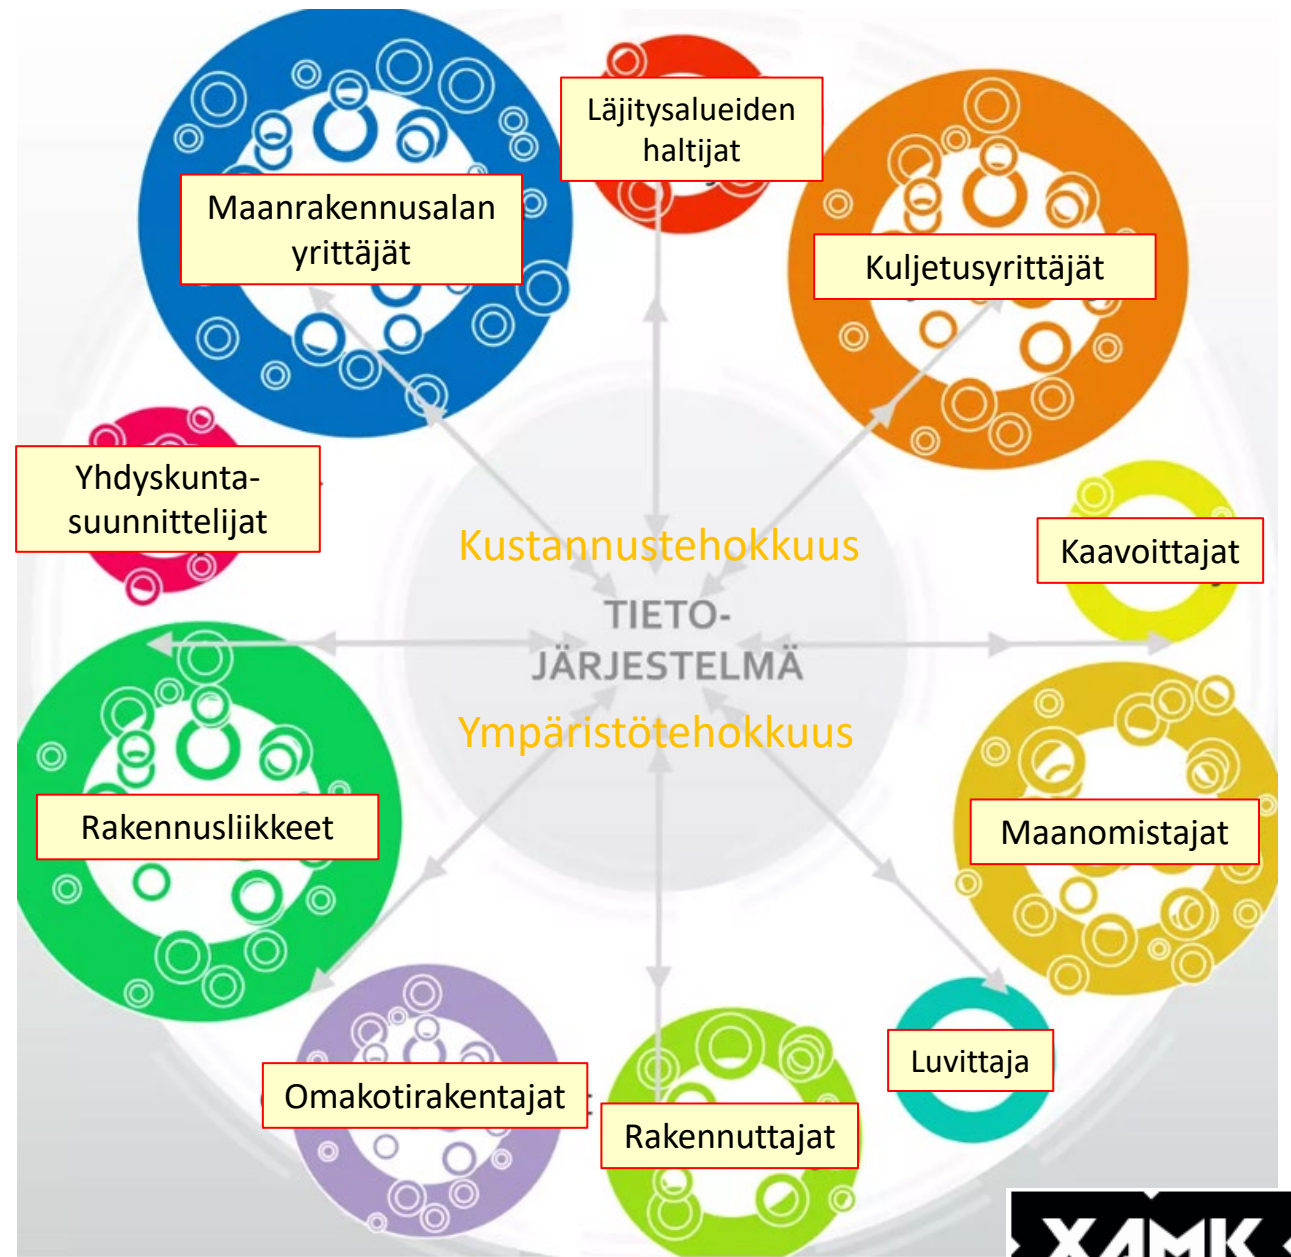 Läjitysalueiden
haltijat
Maanrakennusalan
yrittäjät
Kuljetusyrittäjät
Yhdyskunta-
suunnittelijat
Kustannustehokkuus
Kaavoittajat
TIETO-
JÄRJESTELMÄ
Ympäristötehokkuus
Rakennusliikkeet
Maanomistajat
Luvittaja
Omakotirakentajat
Rakennuttajat
XAMK